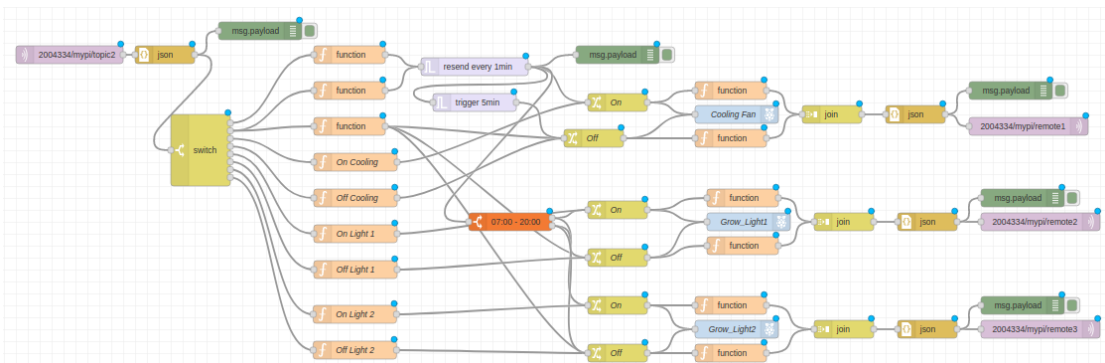 msg.payload
2004334/mypi/topic2
json
function
resend every 1min
msg.payload
function
trigger 5min
On
function
msg.payload
Cooling Fan
join
json
function
Off
function
2004334/mypi/remote1
switch
On Cooling
Off Cooling
On
function
msg.payload
07:00 - 20:00
Grow_Light1
join
json
2004334/mypi/remote2
On Light 1
function
Off
Off Light 1
On
function
msg.payload
On Light 2
Grow_Light2
join
json
2004334/mypi/remote3
Off Light 2
Off
function